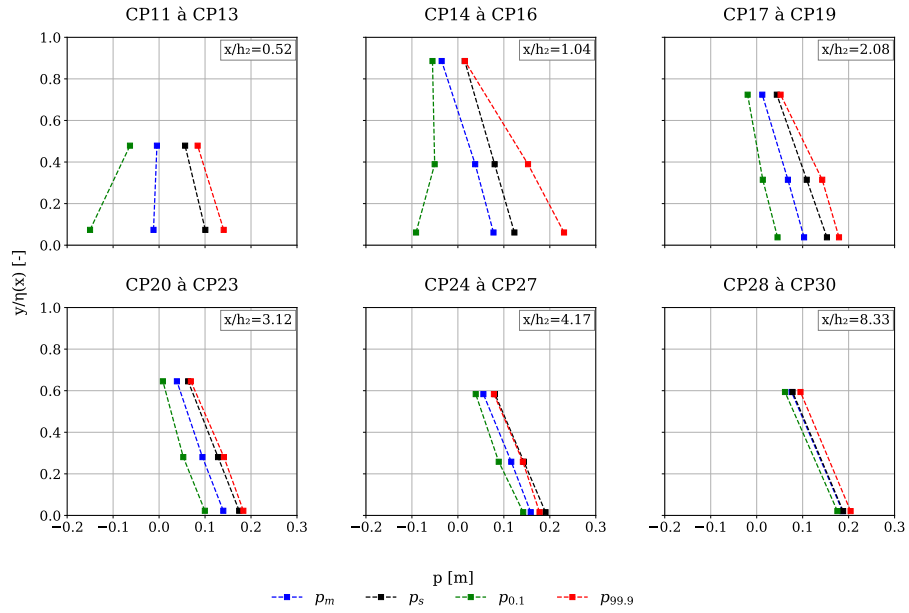 CP11 à CP13
CP14 à CP16
CP17 à CP19
1.0
0.8
0.6
0.4
0.2
0.0
x/h₂=0.52
x/h₂=1.04
x/h₂=2.08
y/η(x) [-]
CP20 à CP23
CP24 à CP27
CP28 à CP30
1.0
0.8
0.6
0.4
0.2
0.0
x/h₂=3.12
x/h₂=4.17
x/h₂=8.33
−0.2 −0.1 0.0 0.1 0.2 0.3
−0.2 −0.1 0.0 0.1 0.2 0.3
−0.2 −0.1 0.0 0.1 0.2 0.3
p [m]
pₘ pₛ p₀.₁ p₉₉.₉